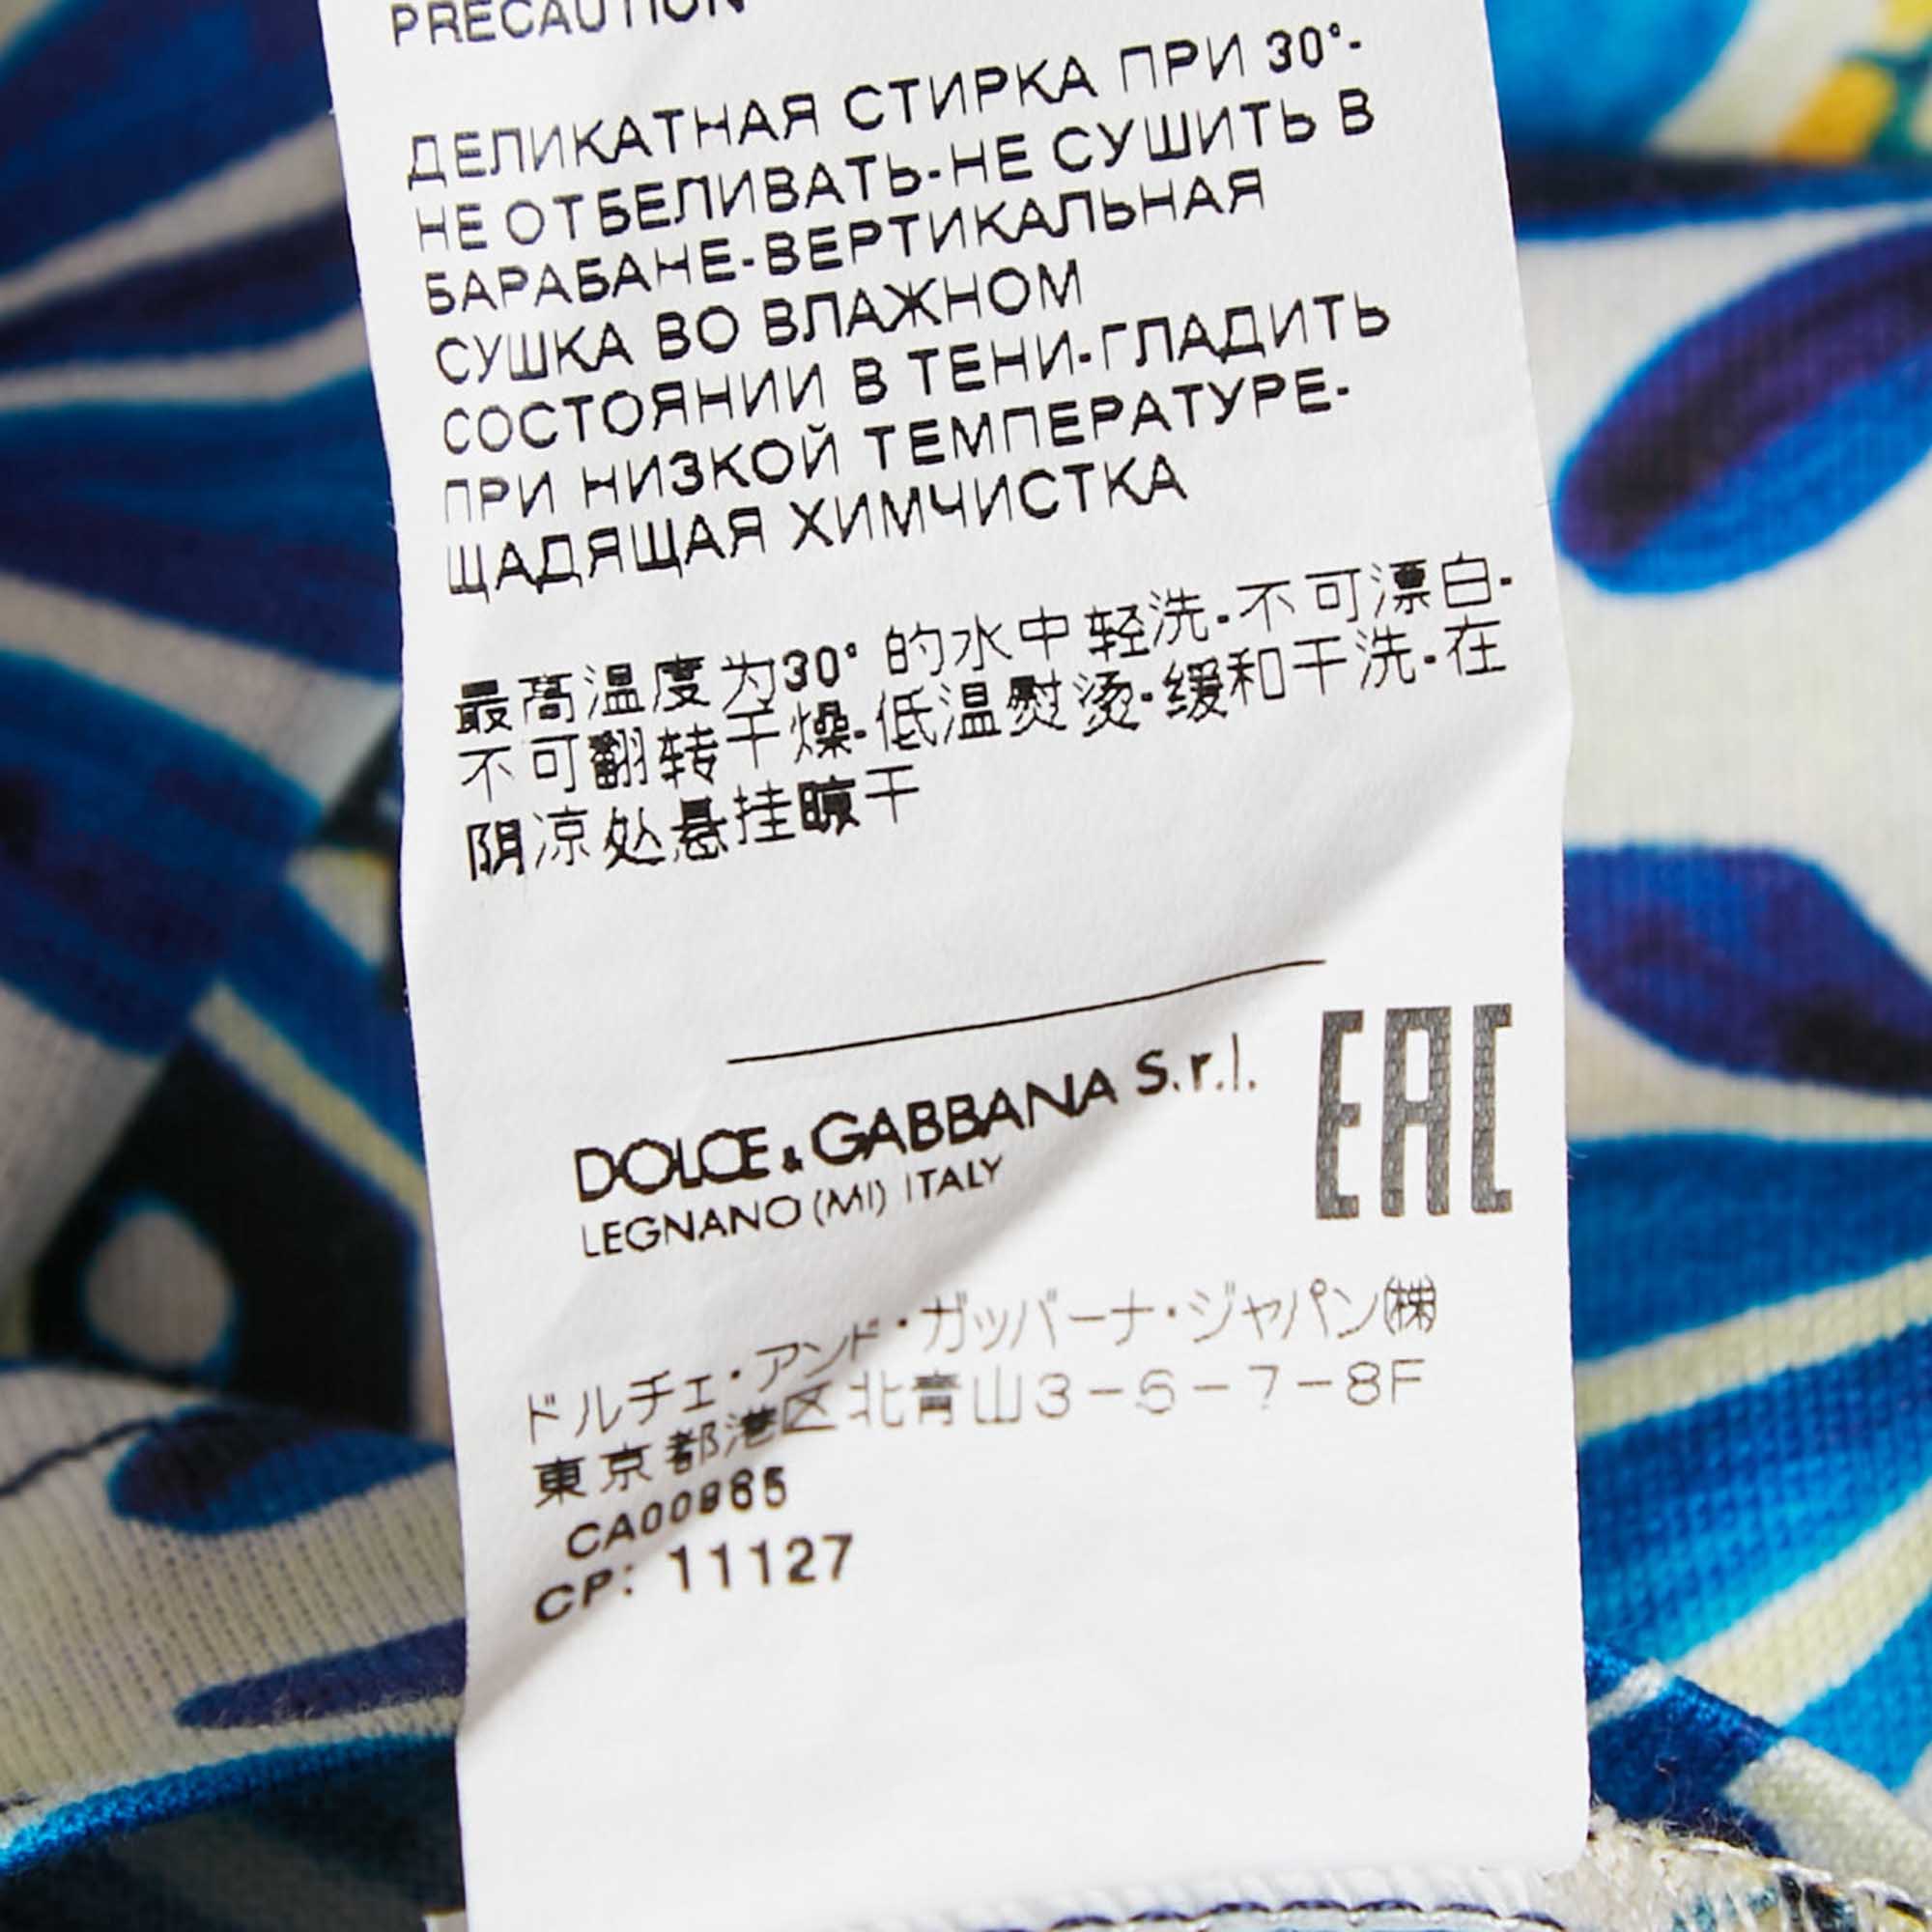 PRECAUTION
ДЕЛИКАТНАЯ СТИРКА ПРИ 30°-
НЕ ОТБЕЛИВАТЬ-НЕ СУШИТЬ В
БАРАБАНЕ-ВЕРТИКАЛЬНАЯ
СУШКА ВО ВЛАЖНОМ
СОСТОЯНИИ В ТЕНИ-ГЛАДИТЬ
ПРИ НИЗКОЙ ТЕМПЕРАТУРЕ-
ЩАДЯЩАЯ ХИМЧИСТКА
最高温度为30°的水中轻洗-不可漂白-
不可翻转干燥-低温熨烫-缓和干洗-在
阴凉处悬挂晾干
DOLCE & GABBANA S.r.l.
LEGNANO (MI) ITALY
EAC
ドルチェ・アンド・ガッバーナ・ジャパン㈱
東京都港区北青山3-6-7-8F
CA00965
CP: 11127